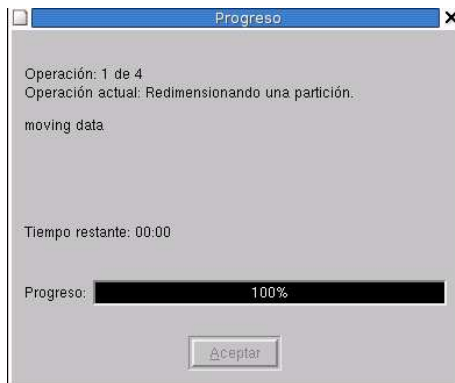 Progreso
Operación: 1 de 4
Operación actual: Redimensionando una partición.
moving data
Tiempo restante: 00:00
Progreso: 100%
Aceptar